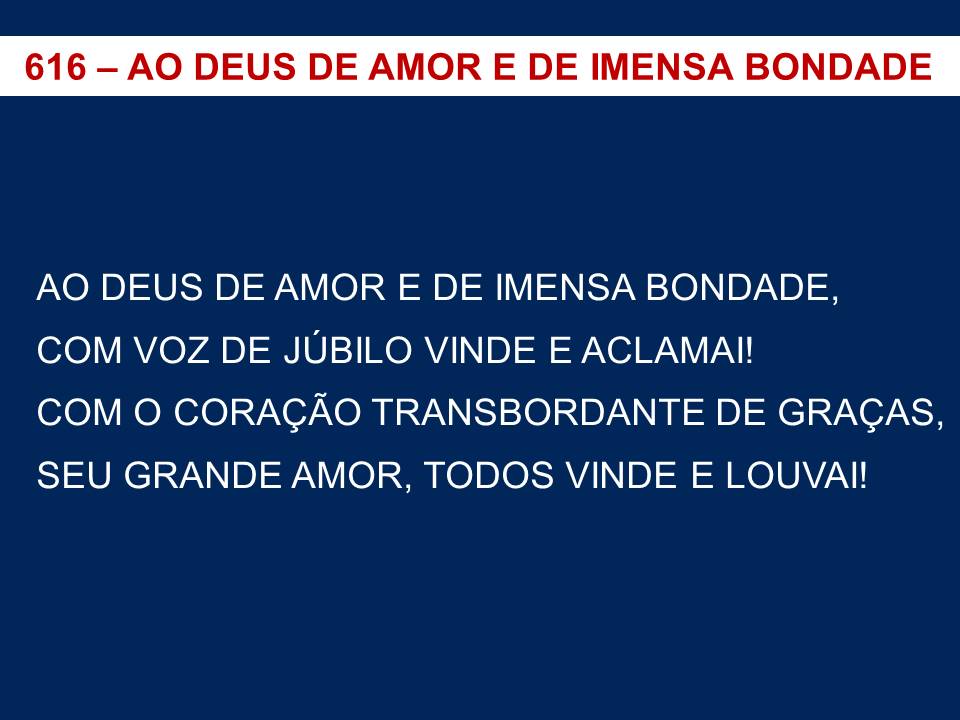 616 – AO DEUS DE AMOR E DE IMENSA BONDADE
AO DEUS DE AMOR E DE IMENSA BONDADE,
COM VOZ DE JÚBILO VINDE E ACLAMAI!
COM O CORAÇÃO TRANSBORDANTE DE GRAÇAS,
SEU GRANDE AMOR, TODOS VINDE E LOUVAI!